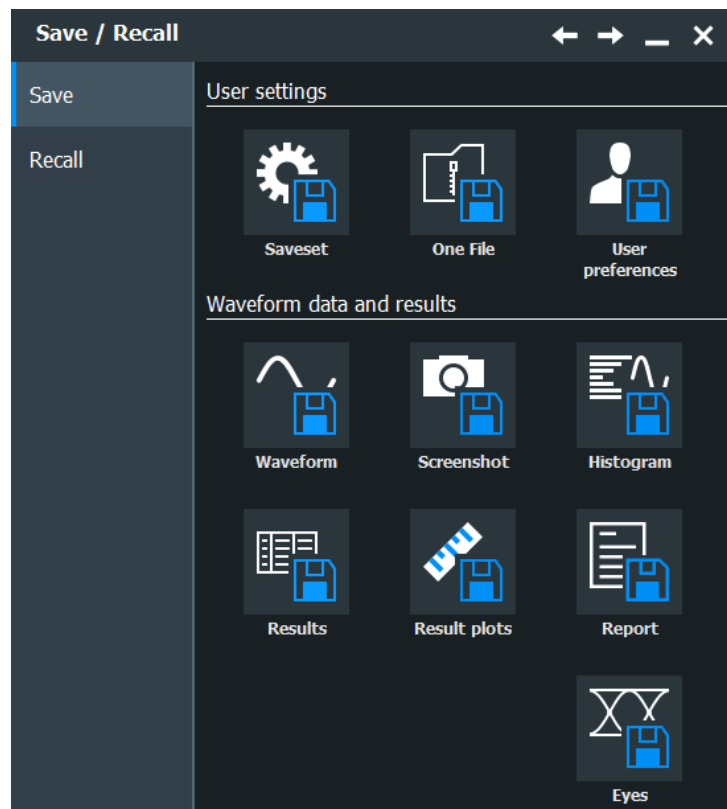 Save / Recall
Save
Recall
User settings
Saveset
One File
User
preferences
Waveform data and results
Waveform
Screenshot
Histogram
Results
Result plots
Report
Eyes